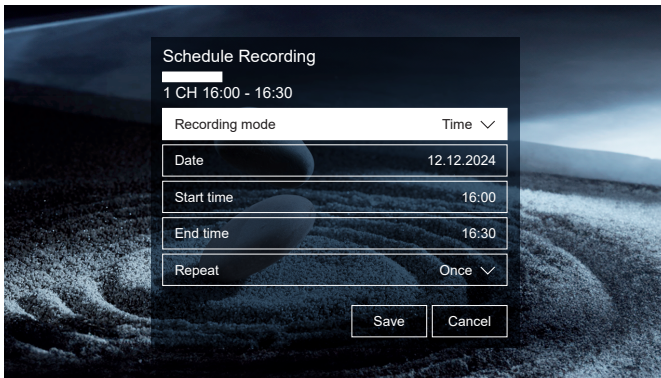 Schedule Recording
1 CH 16:00 - 16:30
Recording mode Time
Date 12.12.2024
Start time 16:00
End time 16:30
Repeat Once
Save Cancel